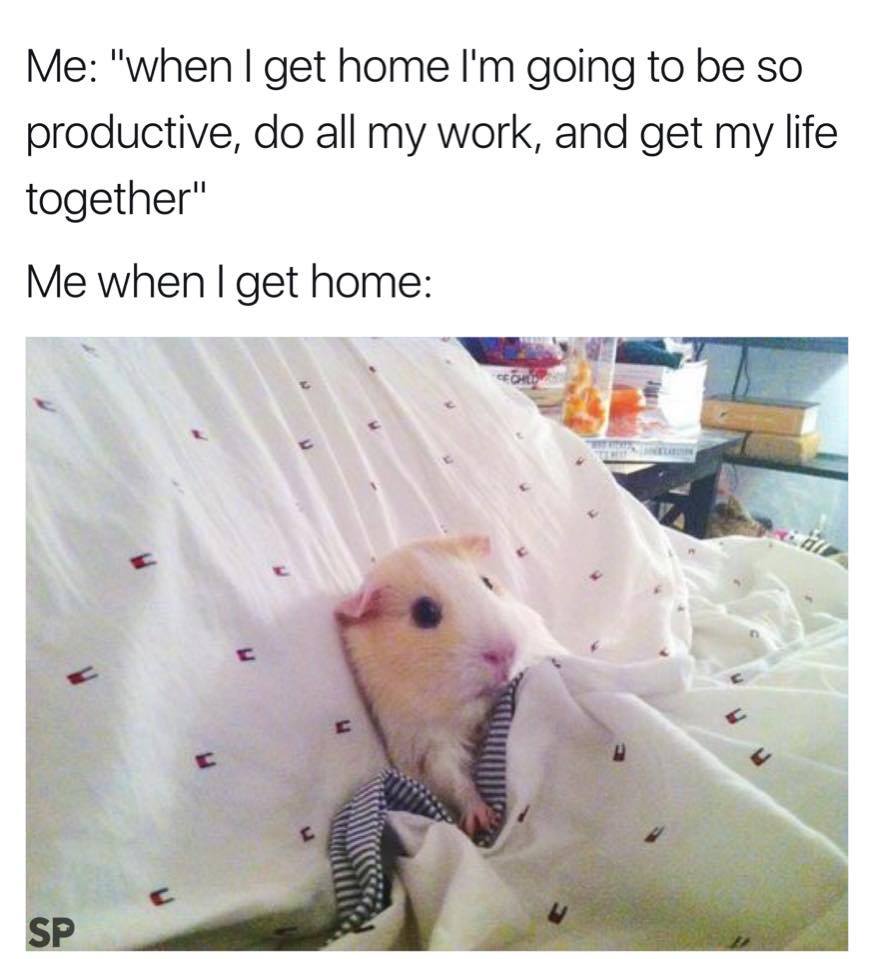 Me: "when I get home I'm going to be so
productive, do all my work, and get my life
together"
Me when I get home:
SP